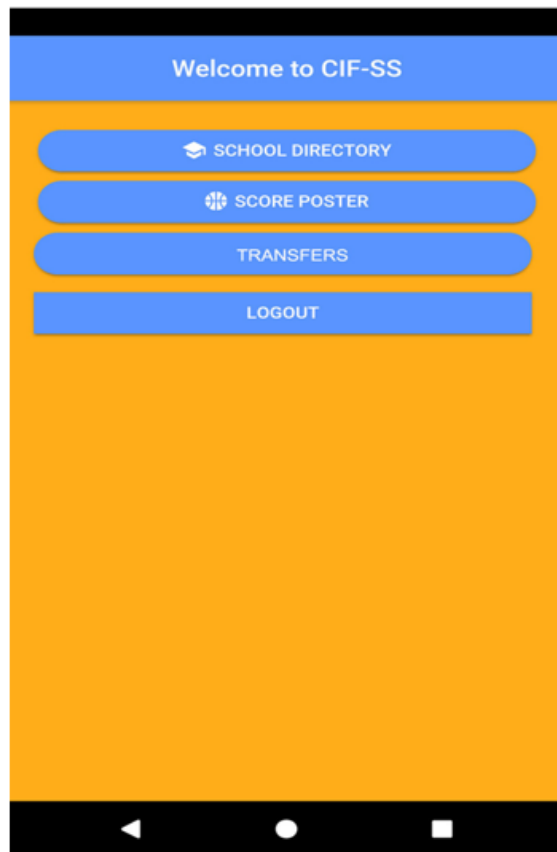 Welcome to CIF-SS
SCHOOL DIRECTORY
SCORE POSTER
TRANSFERS
LOGOUT